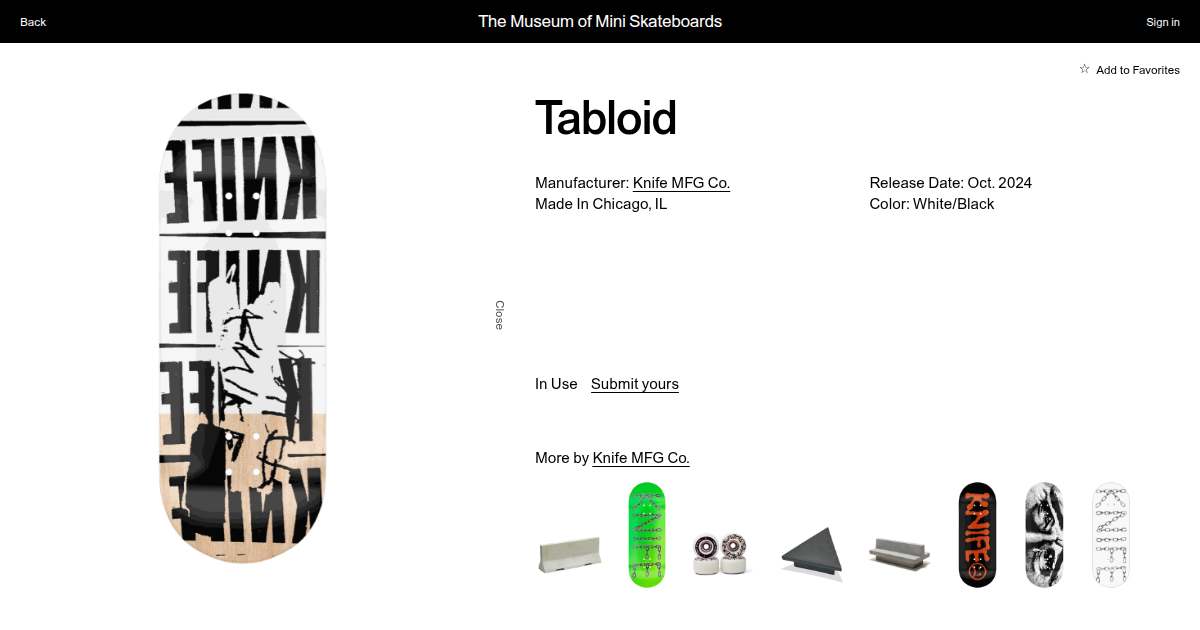 Back
The Museum of Mini Skateboards
Sign in
☆ Add to Favorites
Tabloid
Manufacturer: Knife MFG Co.
Made In Chicago, IL
Release Date: Oct. 2024
Color: White/Black
KNIFE
KNIFE
Close
In Use Submit yours
More by Knife MFG Co.
KNIFE
KNIFE
KNIFE